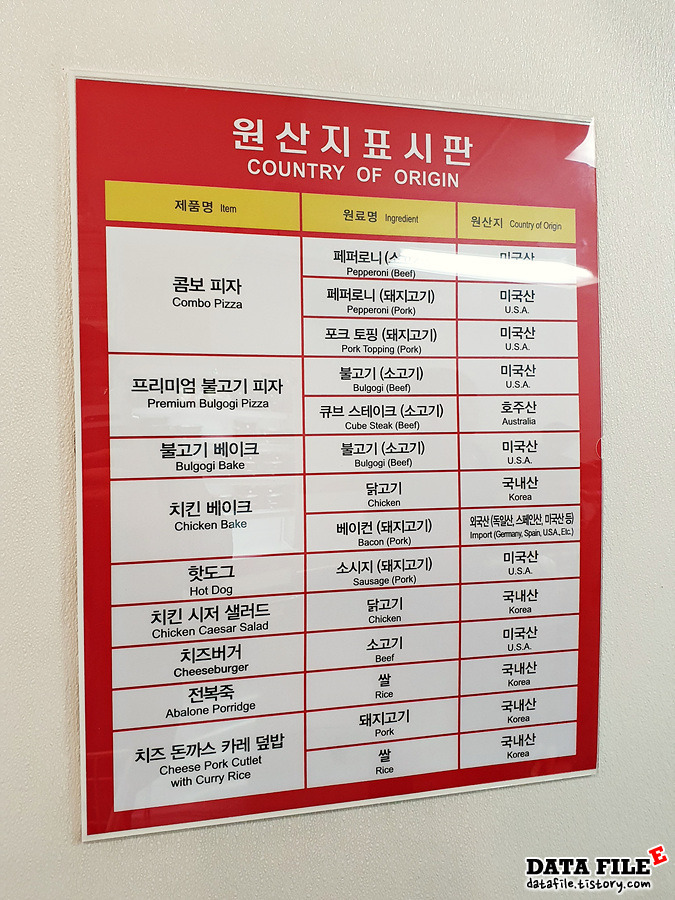 원산지표시판
COUNTRY OF ORIGIN
제품명 Item 원료명 Ingredient 원산지 Country of Origin
콤보 피자
Combo Pizza
페퍼로니 (소고기) 미국산
Pepperoni (Beef)
페퍼로니 (돼지고기) 미국산
Pepperoni (Pork) U.S.A.
포크 토핑 (돼지고기) 미국산
Pork Topping (Pork) U.S.A.
프리미엄 불고기 피자
Premium Bulgogi Pizza
불고기 (소고기) 미국산
Bulgogi (Beef) U.S.A.
큐브 스테이크 (소고기) 호주산
Cube Steak (Beef) Australia
불고기 베이크 불고기 (소고기) 미국산
Bulgogi Bake Bulgogi (Beef) U.S.A.
치킨 베이크
Chicken Bake
닭고기 국내산
Chicken Korea
베이컨 (돼지고기) 외국산 (독일산, 스페인산, 미국산 등)
Bacon (Pork) Import (Germany, Spain, U.S.A., Etc.)
핫도그 소시지 (돼지고기) 미국산
Hot Dog Sausage (Pork) U.S.A.
치킨 시저 샐러드 닭고기 국내산
Chicken Caesar Salad Chicken Korea
치즈버거 소고기 미국산
Cheeseburger Beef U.S.A.
전복죽 쌀 국내산
Abalone Porridge Rice Korea
치즈 돈까스 카레 덮밥
Cheese Pork Cutlet
with Curry Rice
돼지고기 국내산
Pork Korea
쌀 국내산
Rice Korea
DATA FILE E
datafile.tistory.com